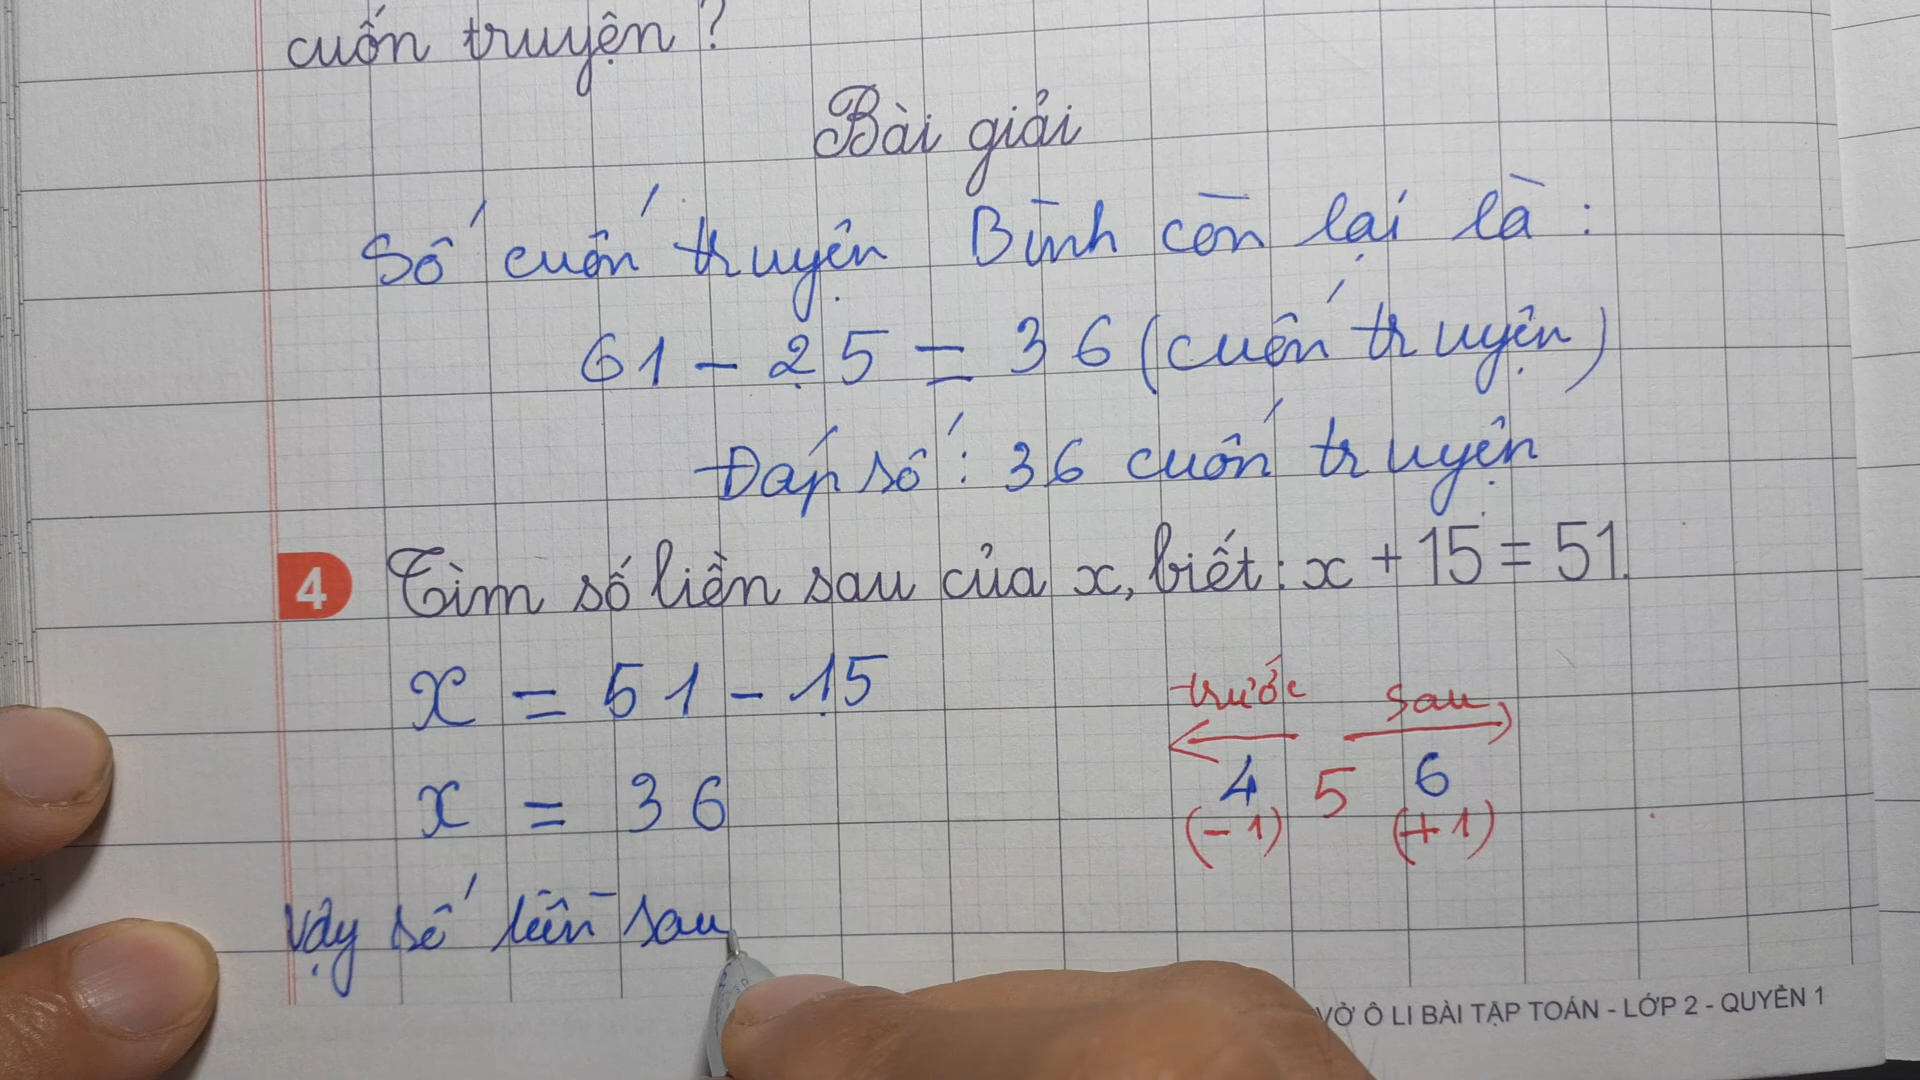 cuốn truyện?
Bài giải
Số cuốn truyện Bình còn lại là:
61 - 25 = 36 (cuốn truyện)
Đáp số: 36 cuốn truyện
4 Tìm số liền sau của x, biết: x + 15 = 51.
x = 51 - 15
x = 36
trước sau
4 5 6
(-1) (+1)
Vậy số liền sau
VỞ Ô LI BÀI TẬP TOÁN - LỚP 2 - QUYỂN 1